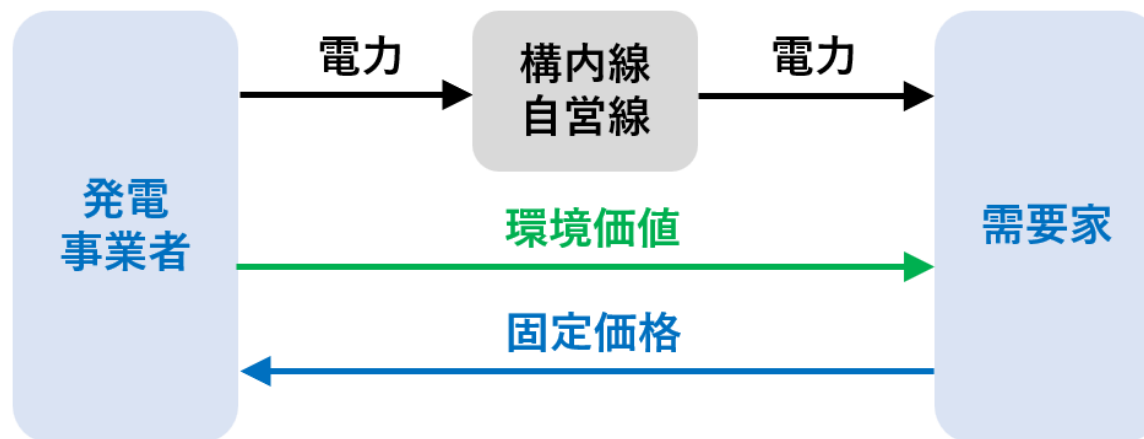 電力
構内線
自営線
電力
発電
事業者
環境価値
需要家
固定価格